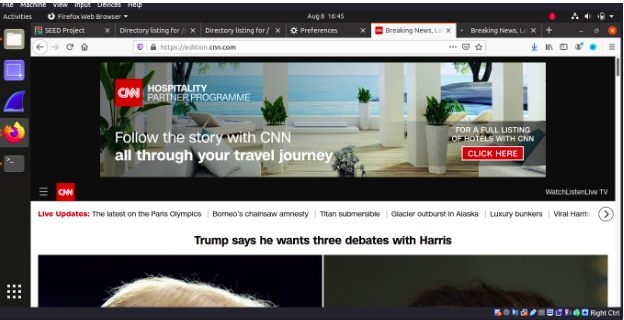 File Machine View Input Devices Help
Activities Firefox Web Browser Aug 8 16:45
SEED Project Directory listing for / Directory listing for / Preferences Breaking News, La Breaking News, La
https://edition.cnn.com
CNN HOSPITALITY
PARTNER PROGRAMME
Follow the story with CNN
all through your travel journey
FOR A FULL LISTING
OF HOTELS WITH CNN
CLICK HERE
CNN Watch Listen Live TV
Live Updates: The latest on the Paris Olympics | Borneo's chainsaw amnesty | Titan submersible | Glacier outburst in Alaska | Luxury bunkers | Viral Harris
Trump says he wants three debates with Harris
Right Ctrl